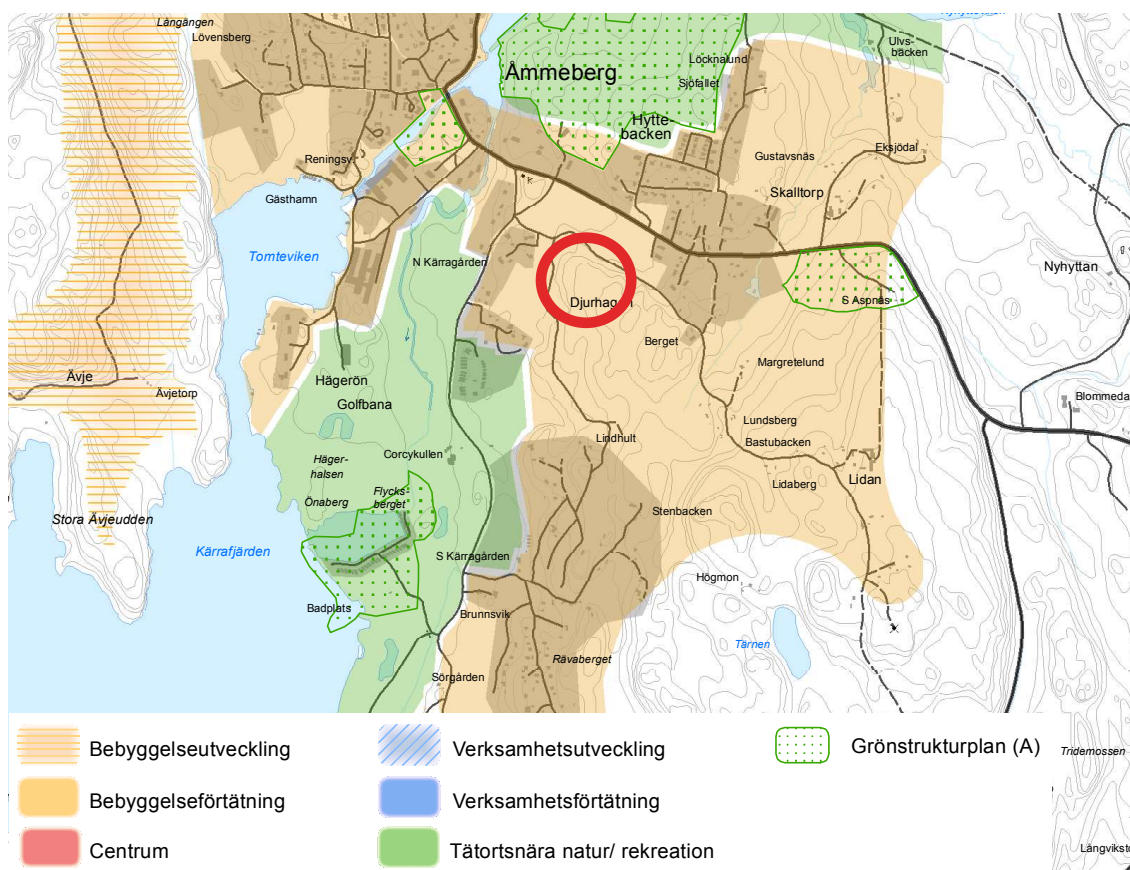 Långängen
Lövensberg
Åmmeberg
Löcknalund
Sjöfallet
Ulvs-
bäcken
Hytte-
backen
Gustavsnäs
Eksjödal
Skalltorp
Reningsv.
Gästhamn
Tomteviken
N Kärragården
Djurhagen
S Aspnäs
Nyhyttan
Berget
Margretelund
Ävje
Ävjetorp
Hägerön
Golfbana
Blommeda
Lundsberg
Bastubacken
Lindhult
Corcykullen
Häger-
halsen
Lidaberg
Lidan
Önaberg
Flycks-
berget
Stenbacken
Stora Ävjeudden
Kärrafjärden
S Kärragården
Högmon
Badplats
Brunnsvik
Tärnen
Rävaberget
Sörgården
Bebyggelseutveckling
Verksamhetsutveckling
Grönstrukturplan (A)
Tridemossen
Bebyggelseförtätning
Verksamhetsförtätning
Centrum
Tätortsnära natur/ rekreation
Långviksto